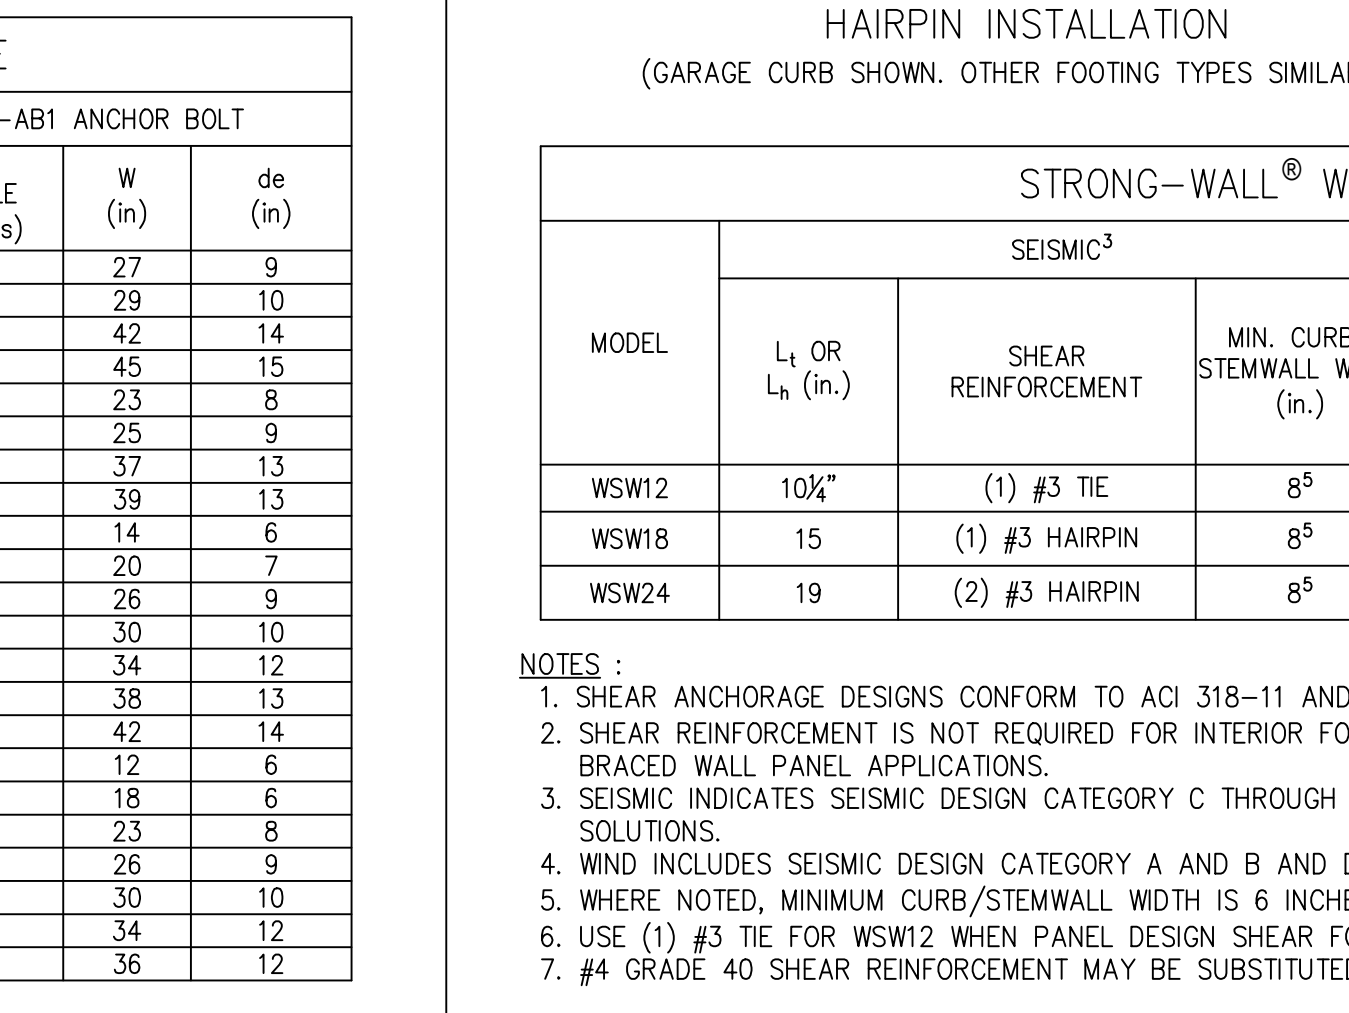 -AB1 ANCHOR BOLT
W de
(in) (in)
27 9
29 10
42 14
45 15
23 8
25 9
37 13
39 13
14 6
20 7
26 9
30 10
34 12
38 13
42 14
12 6
18 6
23 8
26 9
30 10
34 12
36 12
HAIRPIN INSTALLATION
(GARAGE CURB SHOWN. OTHER FOOTING TYPES
STRONG-WALL®
SEISMIC³
MODEL
Lt OR
Lh (in.)
SHEAR
REINFORCEMENT
MIN. CURB
STEMWALL
(in.)
WSW12 10¼" (1) #3 TIE 8⁵
WSW18 15 (1) #3 HAIRPIN 8⁵
WSW24 19 (2) #3 HAIRPIN 8⁵
NOTES :
1. SHEAR ANCHORAGE DESIGNS CONFORM TO ACI 318-11 AND
2. SHEAR REINFORCEMENT IS NOT REQUIRED FOR INTERIOR
BRACED WALL PANEL APPLICATIONS.
3. SEISMIC INDICATES SEISMIC DESIGN CATEGORY C THROUGH
SOLUTIONS.
4. WIND INCLUDES SEISMIC DESIGN CATEGORY A AND B AND
5. WHERE NOTED, MINIMUM CURB/STEMWALL WIDTH IS 6
6. USE (1) #3 TIE FOR WSW12 WHEN PANEL DESIGN SHEAR
7. #4 GRADE 40 SHEAR REINFORCEMENT MAY BE SUBSTITUTED